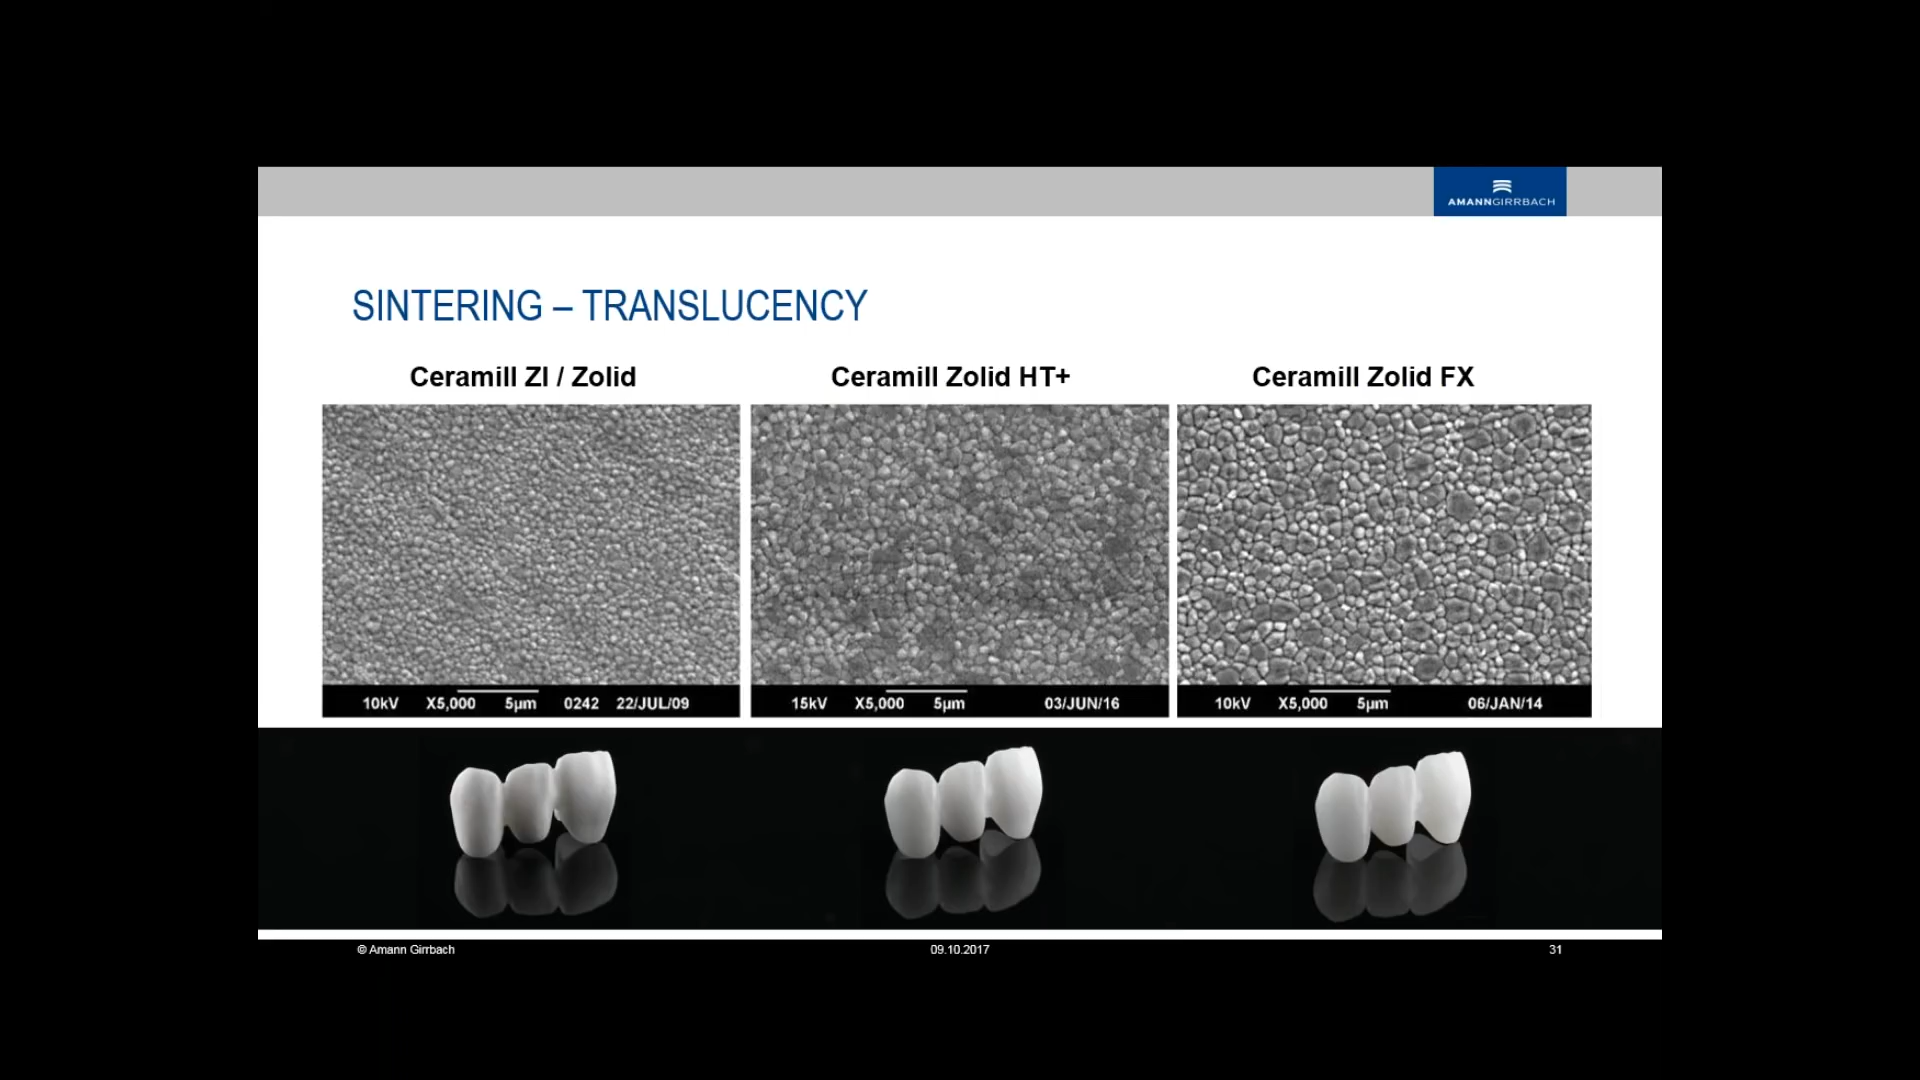 AMANNGIRRBACH
SINTERING – TRANSLUCENCY
Ceramill ZI / Zolid
Ceramill Zolid HT+
Ceramill Zolid FX
10kV X5,000 5µm 0242 22/JUL/09
15kV X5,000 5µm 03/JUN/16
10kV X5,000 5µm 06/JAN/14
© Amann Girrbach
09.10.2017
31